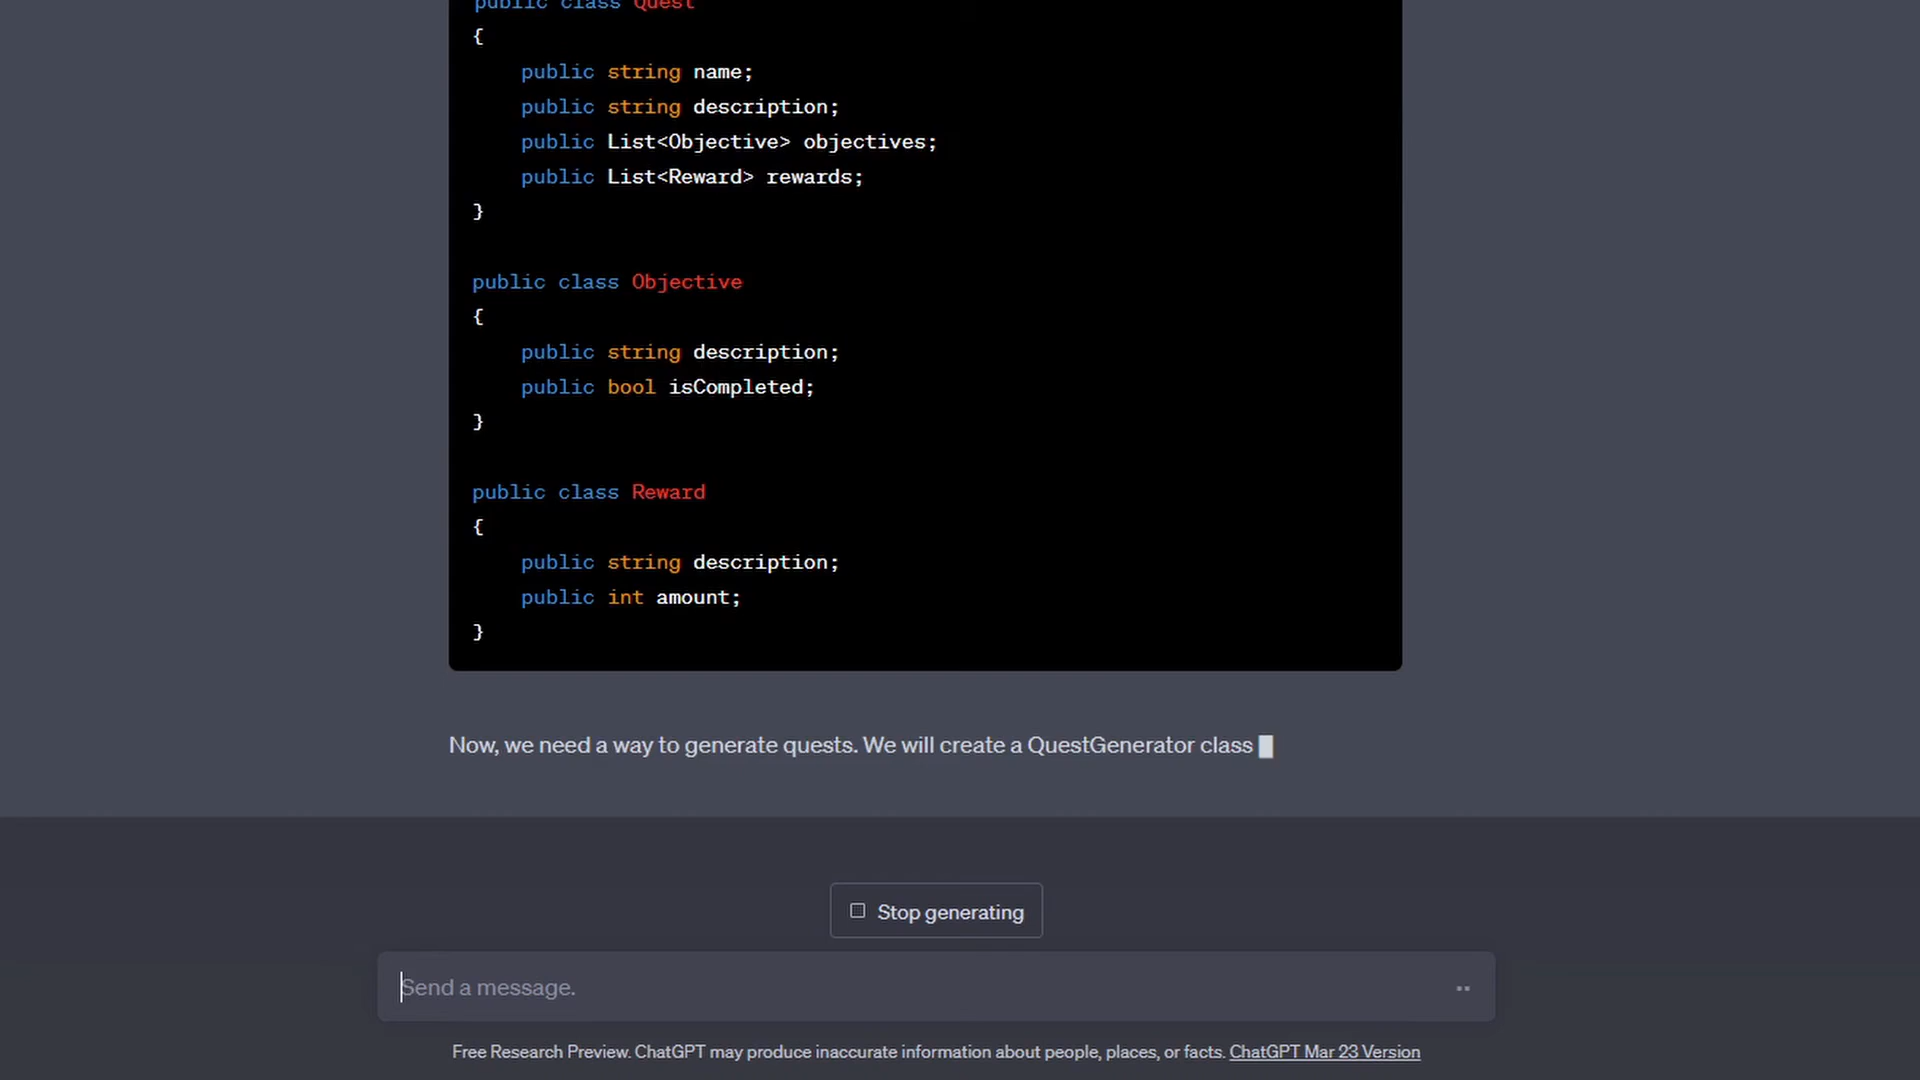 public class Quest
{
    public string name;
    public string description;
    public List<Objective> objectives;
    public List<Reward> rewards;
}
public class Objective
{
    public string description;
    public bool isCompleted;
}
public class Reward
{
    public string description;
    public int amount;
}
Now, we need a way to generate quests. We will create a QuestGenerator class
Stop generating
Send a message.
Free Research Preview. ChatGPT may produce inaccurate information about people, places, or facts. ChatGPT Mar 23 Version